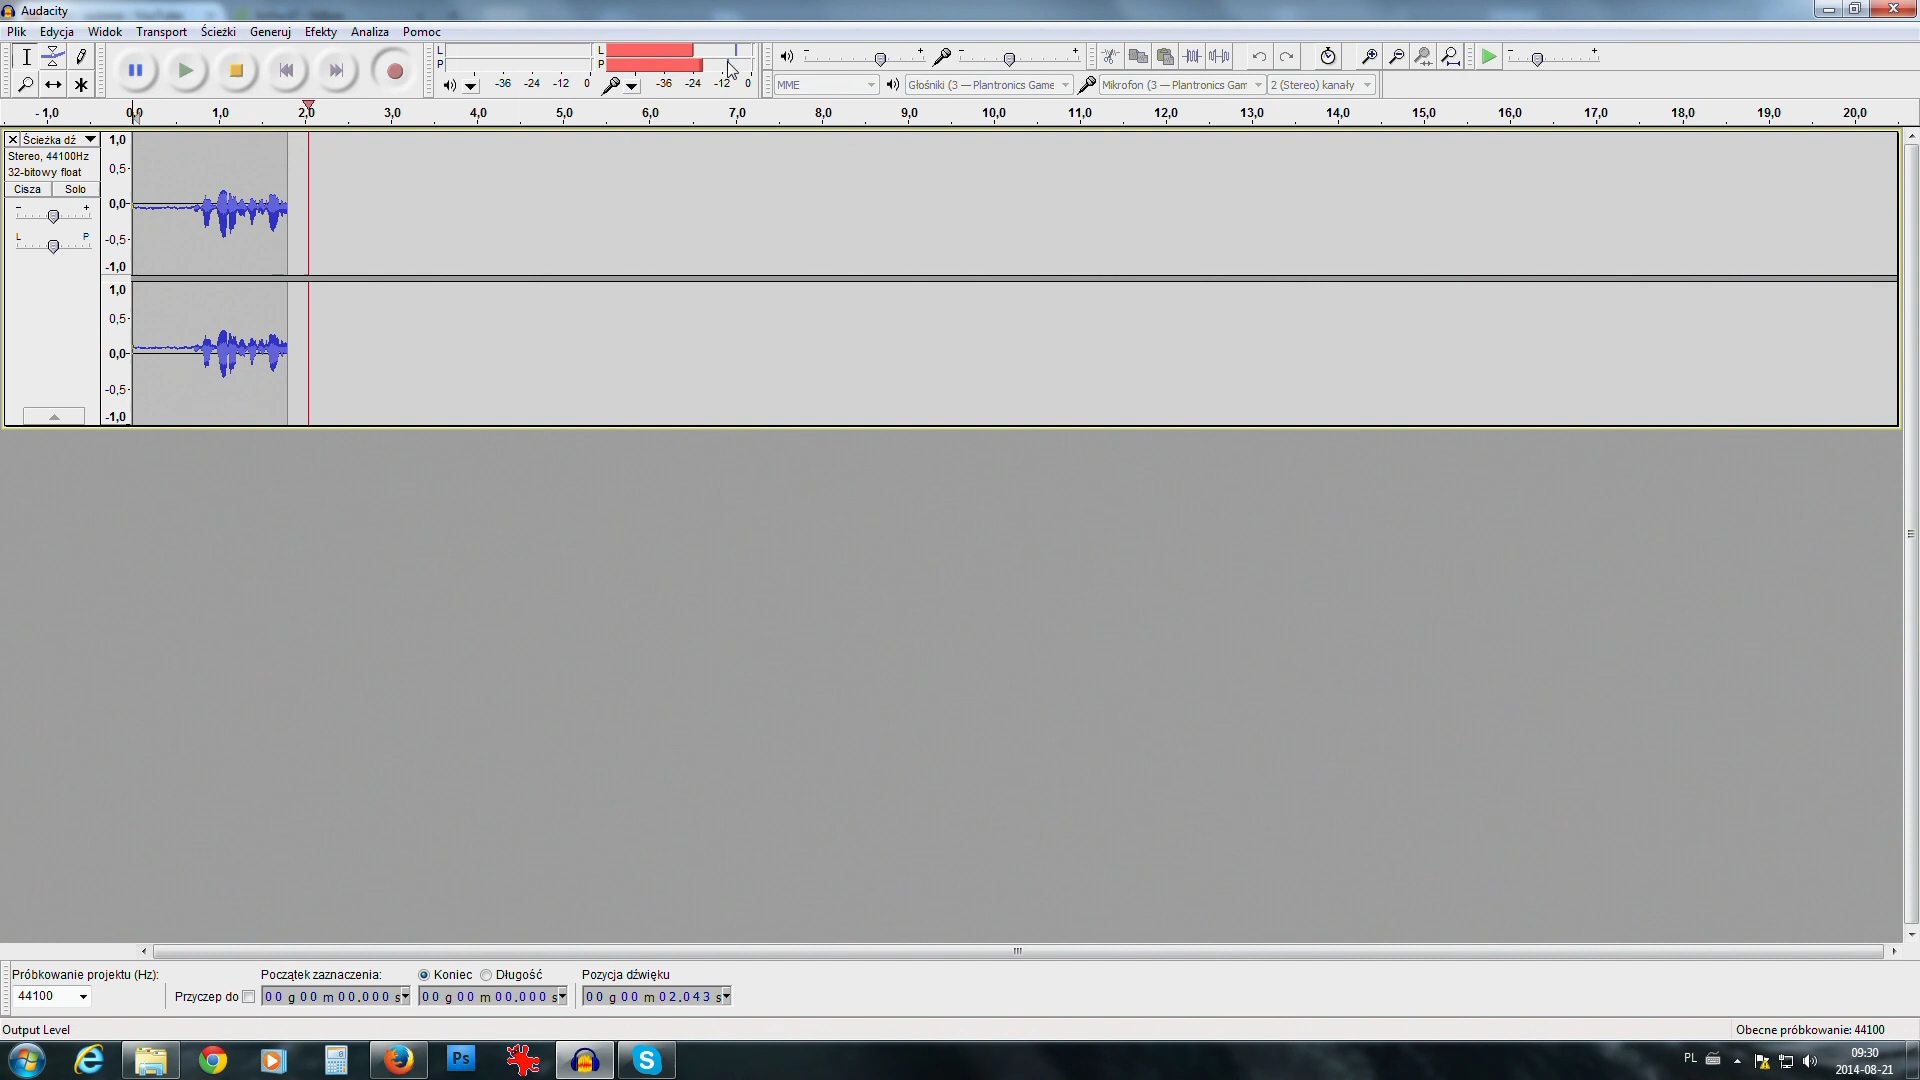 Audacity
Plik Edycja Widok Transport Ścieżki Generuj Efekty Analiza Pomoc
L L
P P
-36 -24 -12 0 -36 -24 -12 0
MME Głośniki (3 — Plantronics Game Mikrofon (3 — Plantronics Gam 2 (Stereo) kanały
- 1,0 0,0 1,0 2,0 3,0 4,0 5,0 6,0 7,0 8,0 9,0 10,0 11,0 12,0 13,0 14,0 15,0 16,0 17,0 18,0 19,0 20,0
Ścieżka dź
Stereo, 44100Hz
32-bitowy float
Cisza Solo
- +
L P
1,0
0,5
0,0
-0,5
-1,0
1,0
0,5
0,0
-0,5
-1,0
Próbkowanie projektu (Hz): Początek zaznaczenia: Koniec Długość Pozycja dźwięku
44100 Przyczep do 00 g 00 m 00.000 s 00 g 00 m 00.000 s 00 g 00 m 02.043 s
Output Level Obecne próbkowanie: 44100
Ps
PL
09:30
2014-08-21